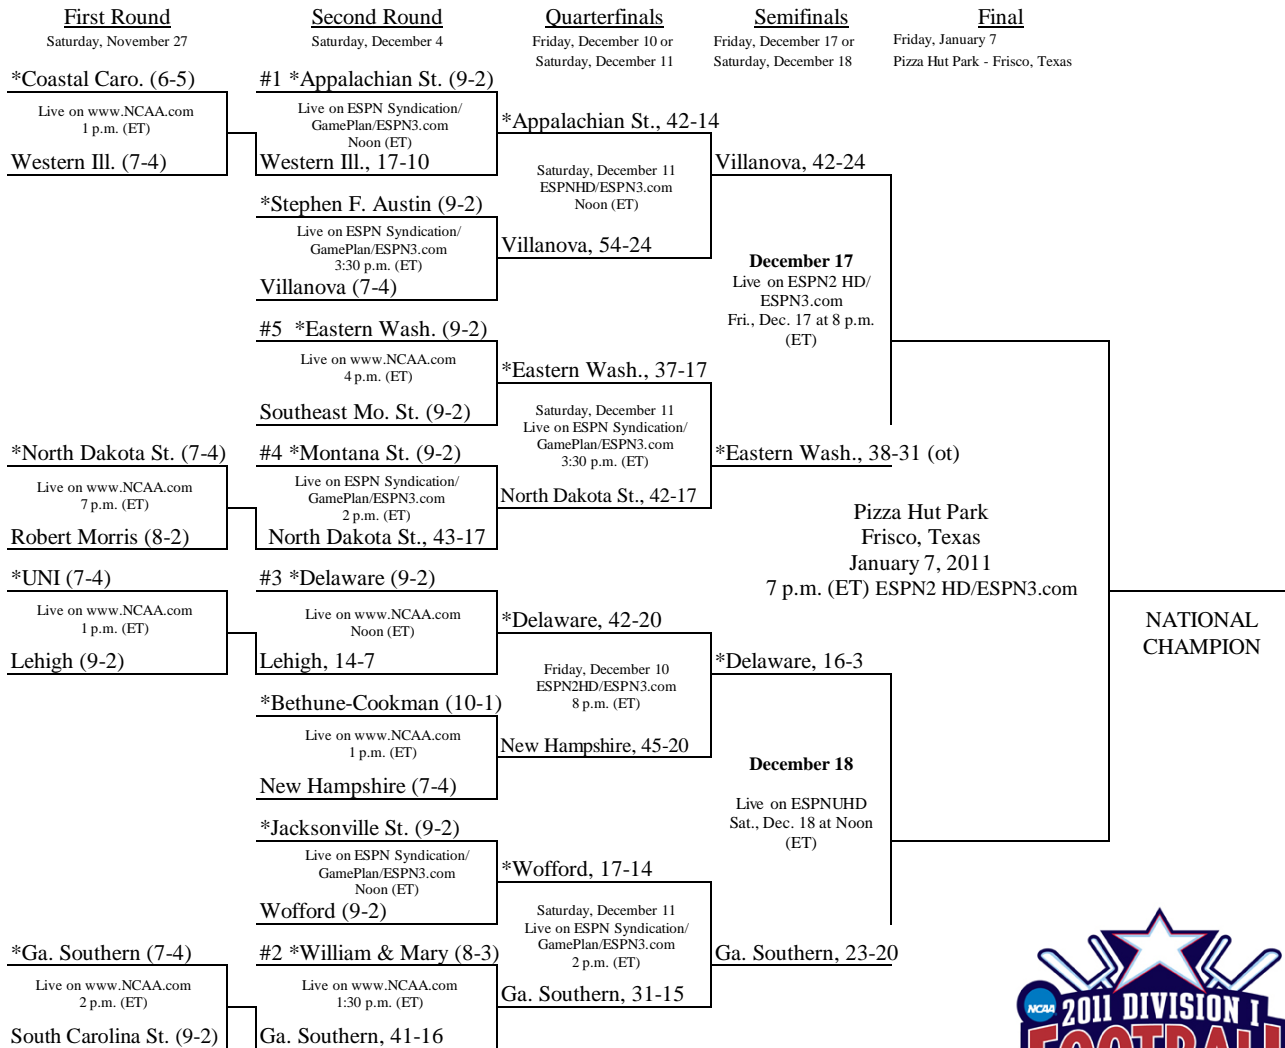 First Round
Saturday, November 27
Second Round
Saturday, December 4
Quarterfinals
Friday, December 10 or
Saturday, December 11
Semifinals
Friday, December 17 or
Saturday, December 18
Final
Friday, January 7
Pizza Hut Park - Frisco, Texas
*Coastal Caro. (6-5)
Live on www.NCAA.com
1 p.m. (ET)
Western Ill. (7-4)
*North Dakota St. (7-4)
Live on www.NCAA.com
7 p.m. (ET)
Robert Morris (8-2)
*UNI (7-4)
Live on www.NCAA.com
1 p.m. (ET)
Lehigh (9-2)
*Ga. Southern (7-4)
Live on www.NCAA.com
2 p.m. (ET)
South Carolina St. (9-2)
#1 *Appalachian St. (9-2)
Live on ESPN Syndication/
GamePlan/ESPN3.com
Noon (ET)
Western Ill., 17-10
*Stephen F. Austin (9-2)
Live on ESPN Syndication/
GamePlan/ESPN3.com
3:30 p.m. (ET)
Villanova (7-4)
#5 *Eastern Wash. (9-2)
Live on www.NCAA.com
4 p.m. (ET)
Southeast Mo. St. (9-2)
#4 *Montana St. (9-2)
Live on ESPN Syndication/
GamePlan/ESPN3.com
2 p.m. (ET)
North Dakota St., 43-17
#3 *Delaware (9-2)
Live on www.NCAA.com
Noon (ET)
Lehigh, 14-7
*Bethune-Cookman (10-1)
Live on www.NCAA.com
1 p.m. (ET)
New Hampshire (7-4)
*Jacksonville St. (9-2)
Live on ESPN Syndication/
GamePlan/ESPN3.com
Noon (ET)
Wofford (9-2)
#2 *William & Mary (8-3)
Live on www.NCAA.com
1:30 p.m. (ET)
Ga. Southern, 41-16
*Appalachian St., 42-14
Saturday, December 11
ESPNHD/ESPN3.com
Noon (ET)
Villanova, 54-24
*Eastern Wash., 37-17
Saturday, December 11
Live on ESPN Syndication/
GamePlan/ESPN3.com
3:30 p.m. (ET)
North Dakota St., 42-17
*Delaware, 42-20
Friday, December 10
ESPN2HD/ESPN3.com
8 p.m. (ET)
New Hampshire, 45-20
*Wofford, 17-14
Saturday, December 11
Live on ESPN Syndication/
GamePlan/ESPN3.com
2 p.m. (ET)
Ga. Southern, 31-15
Villanova, 42-24
December 17
Live on ESPN2 HD/
ESPN3.com
Fri., Dec. 17 at 8 p.m.
(ET)
*Eastern Wash., 38-31 (ot)
*Delaware, 16-3
December 18
Live on ESPNUHD
Sat., Dec. 18 at Noon
(ET)
Ga. Southern, 23-20
Pizza Hut Park
Frisco, Texas
January 7, 2011
7 p.m. (ET) ESPN2 HD/ESPN3.com
NATIONAL
CHAMPION
NCAA
2011 DIVISION I
FOOTBALL